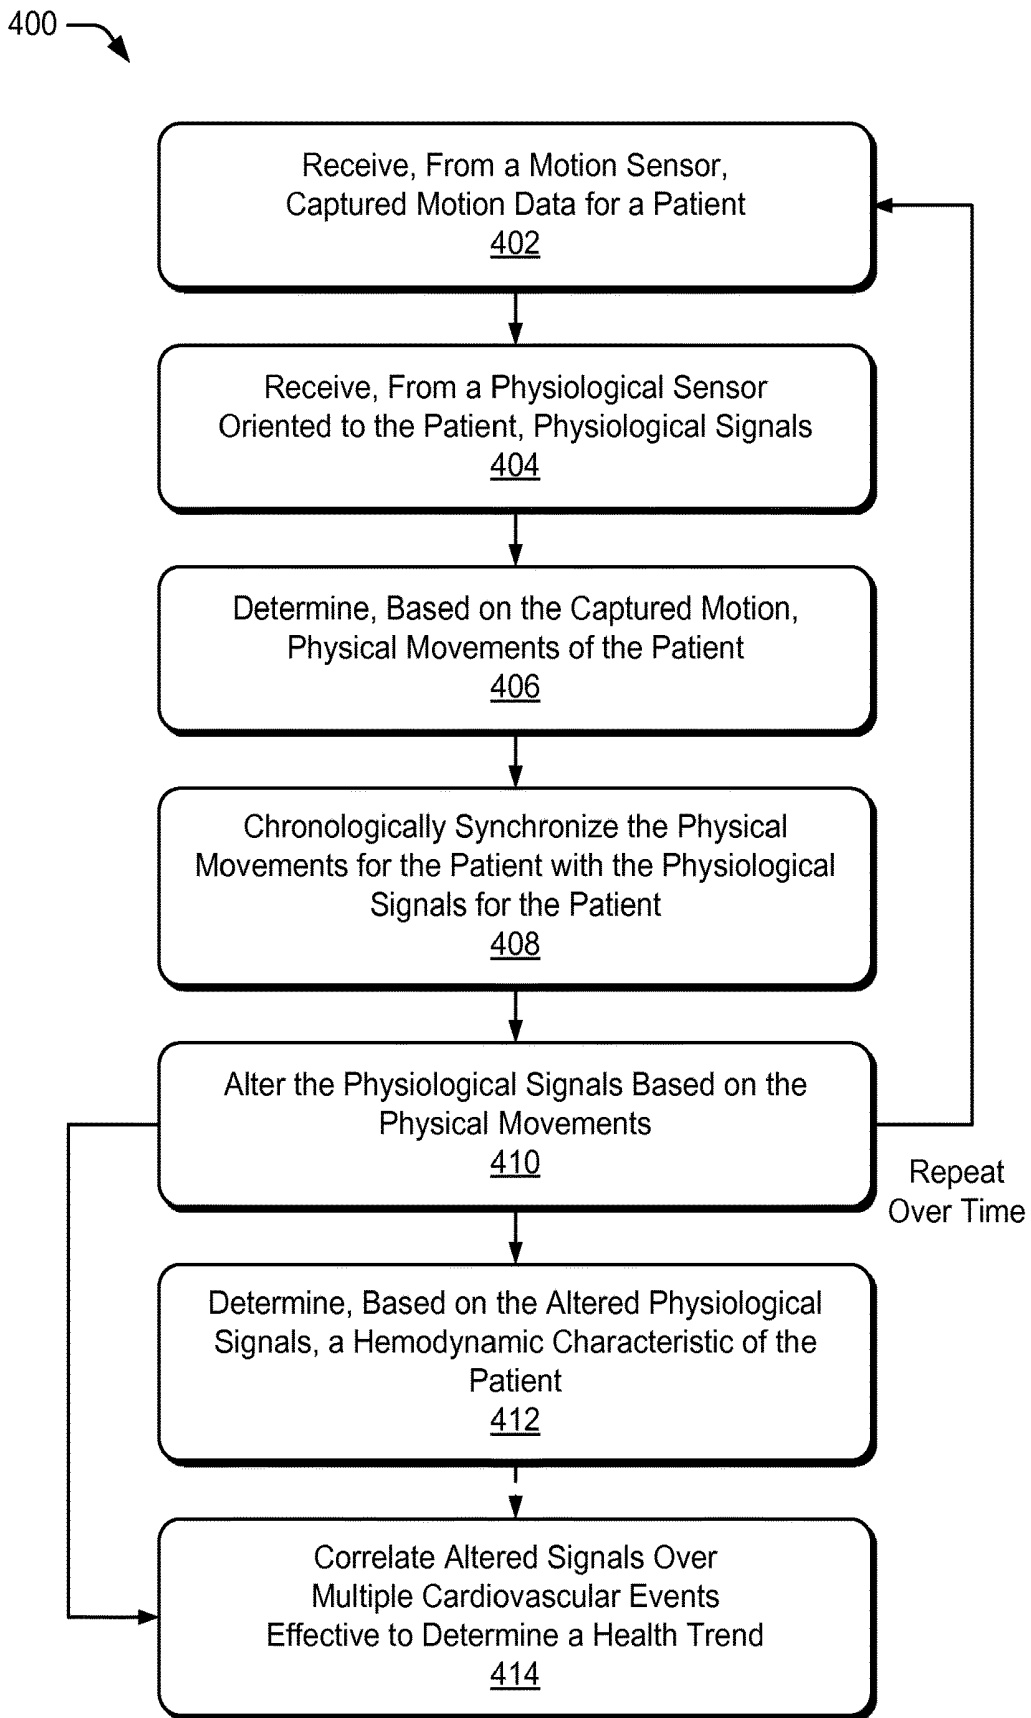 400
Receive, From a Motion Sensor,
Captured Motion Data for a Patient
402
Receive, From a Physiological Sensor
Oriented to the Patient, Physiological Signals
404
Determine, Based on the Captured Motion,
Physical Movements of the Patient
406
Chronologically Synchronize the Physical
Movements for the Patient with the Physiological
Signals for the Patient
408
Alter the Physiological Signals Based on the
Physical Movements
410
Repeat
Over Time
Determine, Based on the Altered Physiological
Signals, a Hemodynamic Characteristic of the
Patient
412
Correlate Altered Signals Over
Multiple Cardiovascular Events
Effective to Determine a Health Trend
414